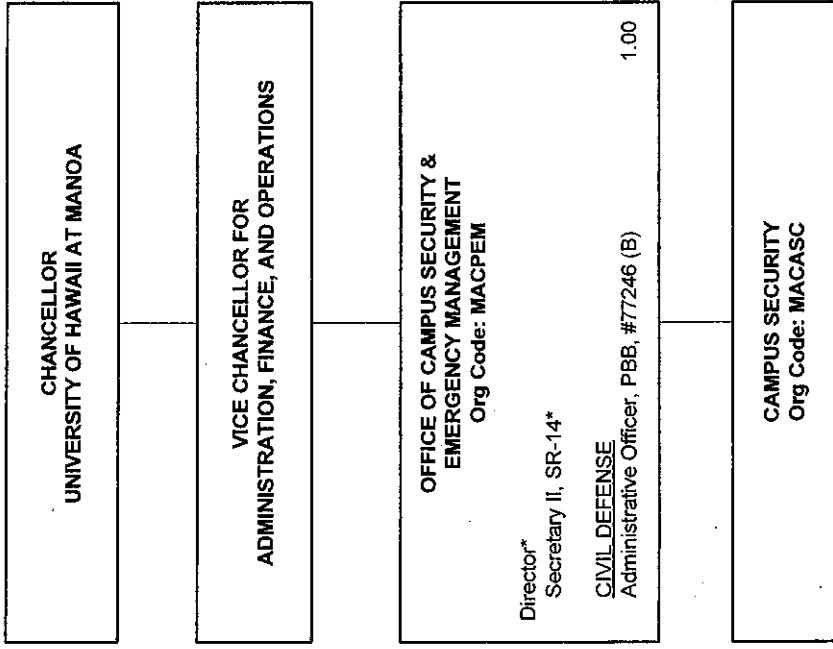 CHANCELLOR
UNIVERSITY OF HAWAII AT MANOA
VICE CHANCELLOR FOR
ADMINISTRATION, FINANCE, AND OPERATIONS
OFFICE OF CAMPUS SECURITY &
EMERGENCY MANAGEMENT
Org Code: MACPEM
Director*
Secretary II, SR-14*
CIVIL DEFENSE
Administrative Officer, PBB, #77246 (B) 1.00
CAMPUS SECURITY
Org Code: MACASC